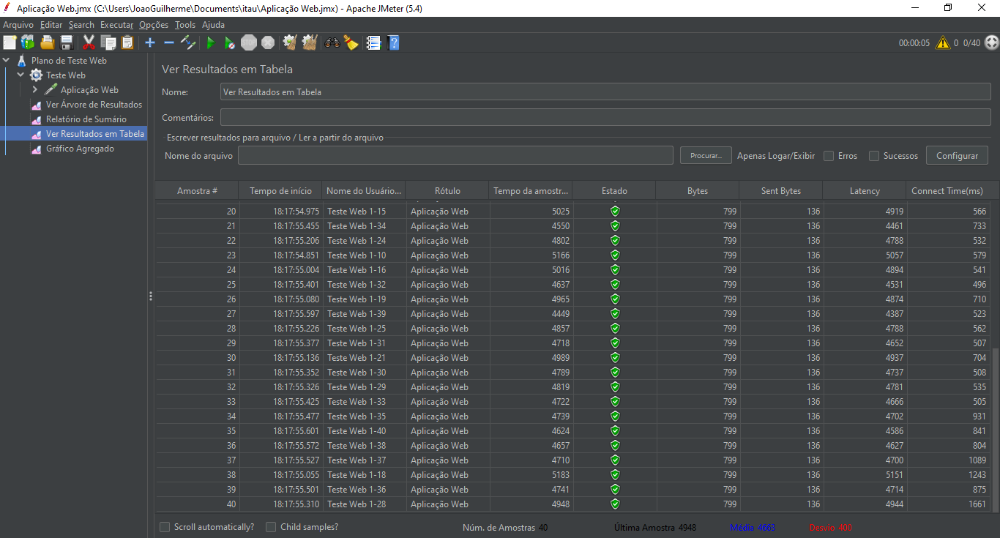 Aplicação Web.jmx (C:\Users\JoaoGuilherme\Documents\itau\Aplicação Web.jmx) - Apache JMeter (5.4)
Arquivo Editar Search Executar Opções Tools Ajuda
00:00:05 0 0/40
Plano de Teste Web
Teste Web
Aplicação Web
Ver Árvore de Resultados
Relatório de Sumário
Ver Resultados em Tabela
Gráfico Agregado
Ver Resultados em Tabela
Nome: Ver Resultados em Tabela
Comentários:
Escrever resultados para arquivo / Ler a partir do arquivo
Nome do arquivo Procurar... Apenas Logar/Exibir Erros Sucessos Configurar
Amostra # Tempo de início Nome do Usuário... Rótulo Tempo da amostr... Estado Bytes Sent Bytes Latency Connect Time(ms)
20 18:17:54.975 Teste Web 1-15 Aplicação Web 5025 799 136 4919 566
21 18:17:55.455 Teste Web 1-34 Aplicação Web 4550 799 136 4461 733
22 18:17:55.206 Teste Web 1-24 Aplicação Web 4802 799 136 4788 532
23 18:17:54.851 Teste Web 1-10 Aplicação Web 5166 799 136 5057 579
24 18:17:55.004 Teste Web 1-16 Aplicação Web 5016 799 136 4894 541
25 18:17:55.401 Teste Web 1-32 Aplicação Web 4637 799 136 4531 496
26 18:17:55.080 Teste Web 1-19 Aplicação Web 4965 799 136 4874 710
27 18:17:55.597 Teste Web 1-39 Aplicação Web 4449 799 136 4387 523
28 18:17:55.226 Teste Web 1-25 Aplicação Web 4857 799 136 4788 562
29 18:17:55.377 Teste Web 1-31 Aplicação Web 4718 799 136 4652 507
30 18:17:55.136 Teste Web 1-21 Aplicação Web 4989 799 136 4937 704
31 18:17:55.352 Teste Web 1-30 Aplicação Web 4789 799 136 4737 508
32 18:17:55.326 Teste Web 1-29 Aplicação Web 4819 799 136 4781 535
33 18:17:55.425 Teste Web 1-33 Aplicação Web 4722 799 136 4666 505
34 18:17:55.477 Teste Web 1-35 Aplicação Web 4739 799 136 4702 931
35 18:17:55.601 Teste Web 1-40 Aplicação Web 4624 799 136 4586 841
36 18:17:55.572 Teste Web 1-38 Aplicação Web 4657 799 136 4627 804
37 18:17:55.527 Teste Web 1-37 Aplicação Web 4710 799 136 4700 1089
38 18:17:55.055 Teste Web 1-18 Aplicação Web 5183 799 136 5151 1243
39 18:17:55.501 Teste Web 1-36 Aplicação Web 4741 799 136 4714 875
40 18:17:55.310 Teste Web 1-28 Aplicação Web 4948 799 136 4944 1661
Scroll automatically? Child samples? Núm. de Amostras 40 Última Amostra 4948 Média 4663 Desvio 400